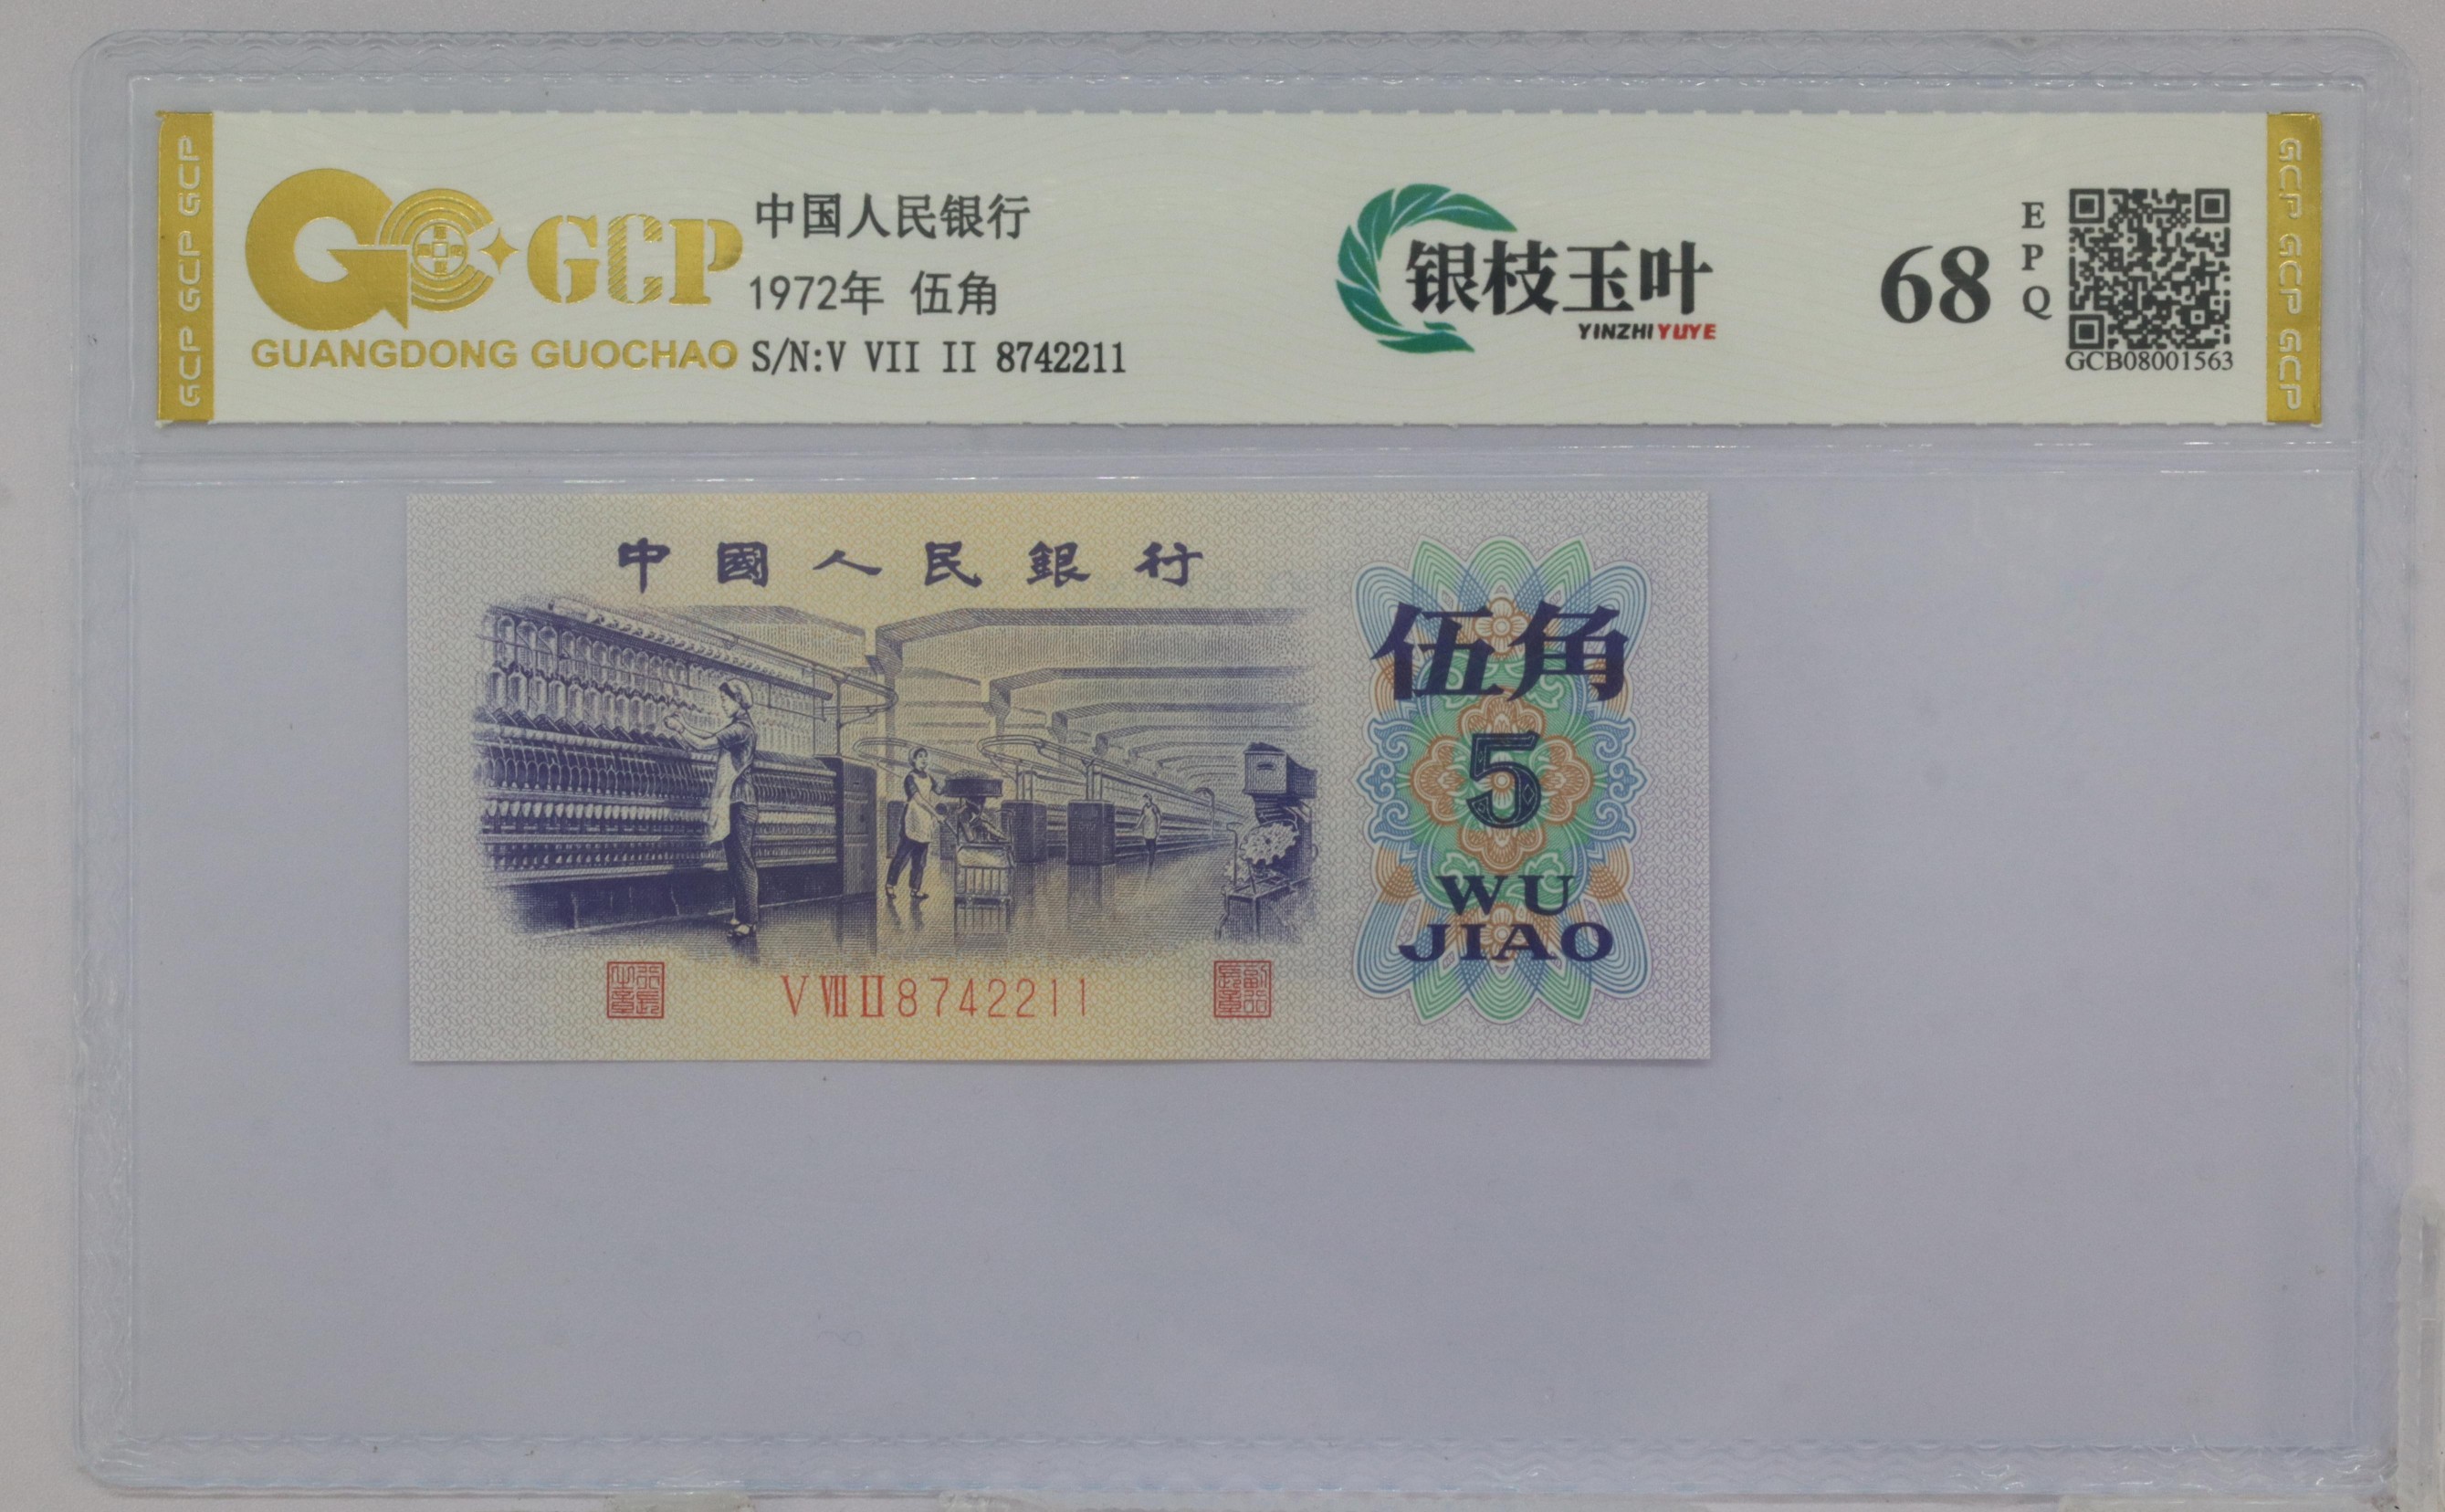 GCP GCP GCP
GCP
GUANGDONG GUOCHAO
中国人民银行
1972年 伍角
S/N:V VII II 8742211
银枝玉叶
YINZHIYUYE
68
EPQ
GCB08001563
GCP GCP GCP
中國人民銀行
伍角
5
WU
JIAO
V VII II 8742211